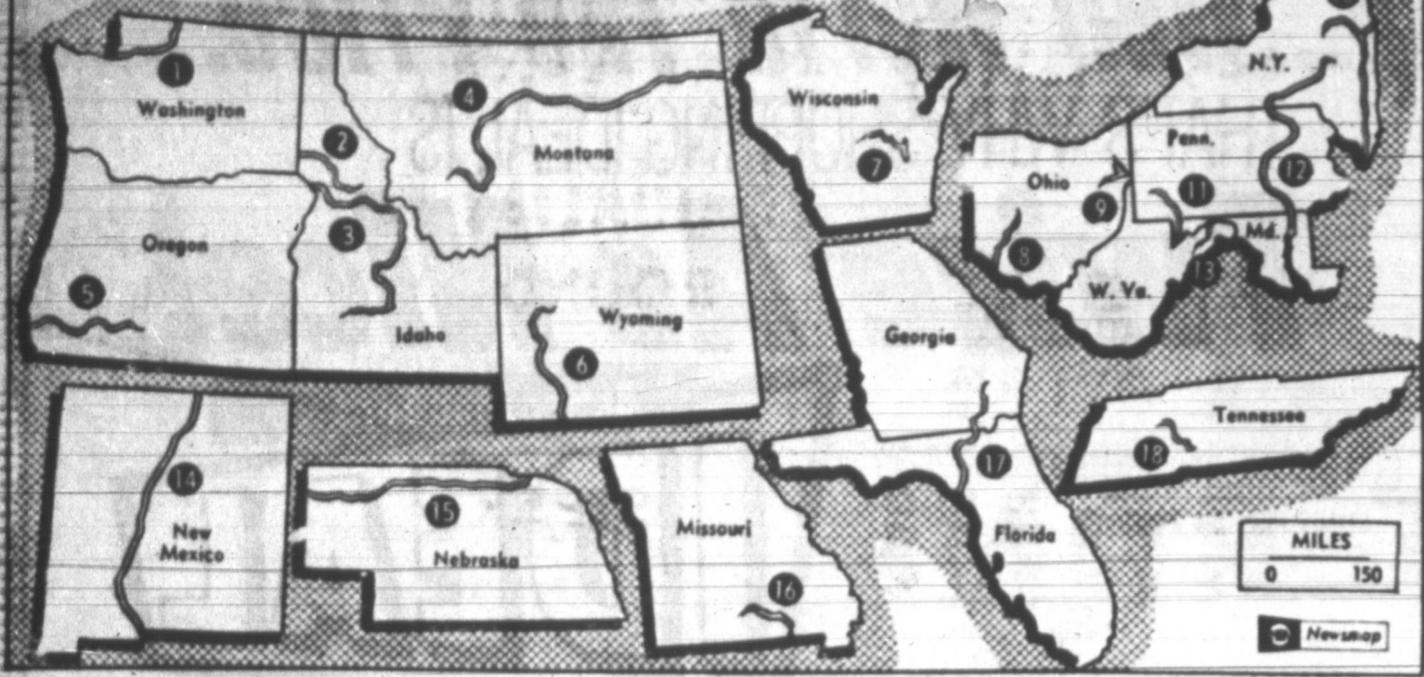 N.Y.
1
4
Washington
Wisconsin
2
Montana
7
Penn.
Ohio
11
12
9
3
Oregon
8
Md.
13
5
W. Va.
Idaho
Wyoming
6
Georgia
14
Tennessee
17
18
15
New
Mexico
Missouri
Florida
Nebraska
MILES
0 150
16
Newsmap